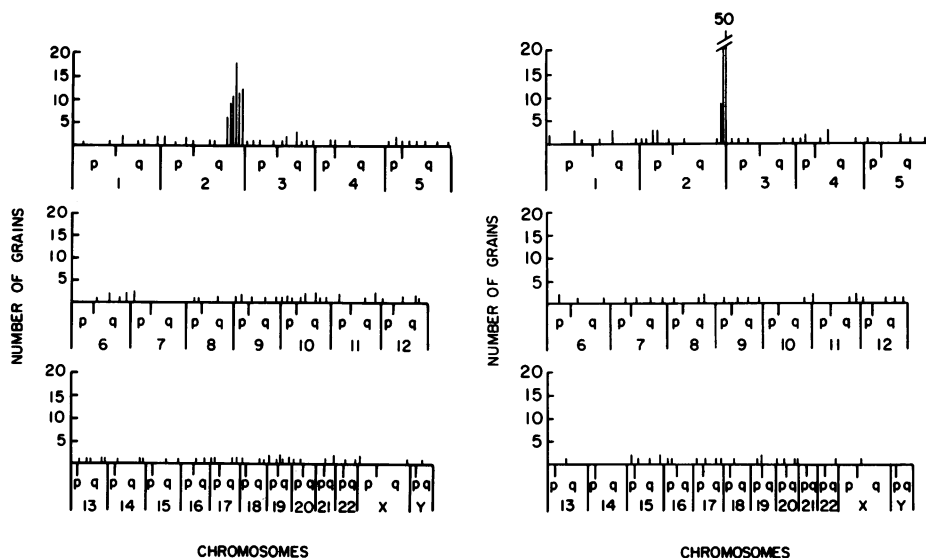 50
20
15
10
5
p q p q p q p q p q
1 2 3 4 5
20
15
10
5
p q p q p q p q p q
1 2 3 4 5
NUMBER OF GRAINS
20
15
10
5
p q p q p q p q p q p q p q
6 7 8 9 10 11 12
NUMBER OF GRAINS
20
15
10
5
p q p q p q p q p q p q p q
6 7 8 9 10 11 12
20
15
10
5
p q p q p q p q p q p q p q p q p q p q p q p q
13 14 15 16 17 18 19 20 21 22 X Y
CHROMOSOMES
20
15
10
5
p q p q p q p q p q p q p q p q p q p q p q p q
13 14 15 16 17 18 19 20 21 22 X Y
CHROMOSOMES